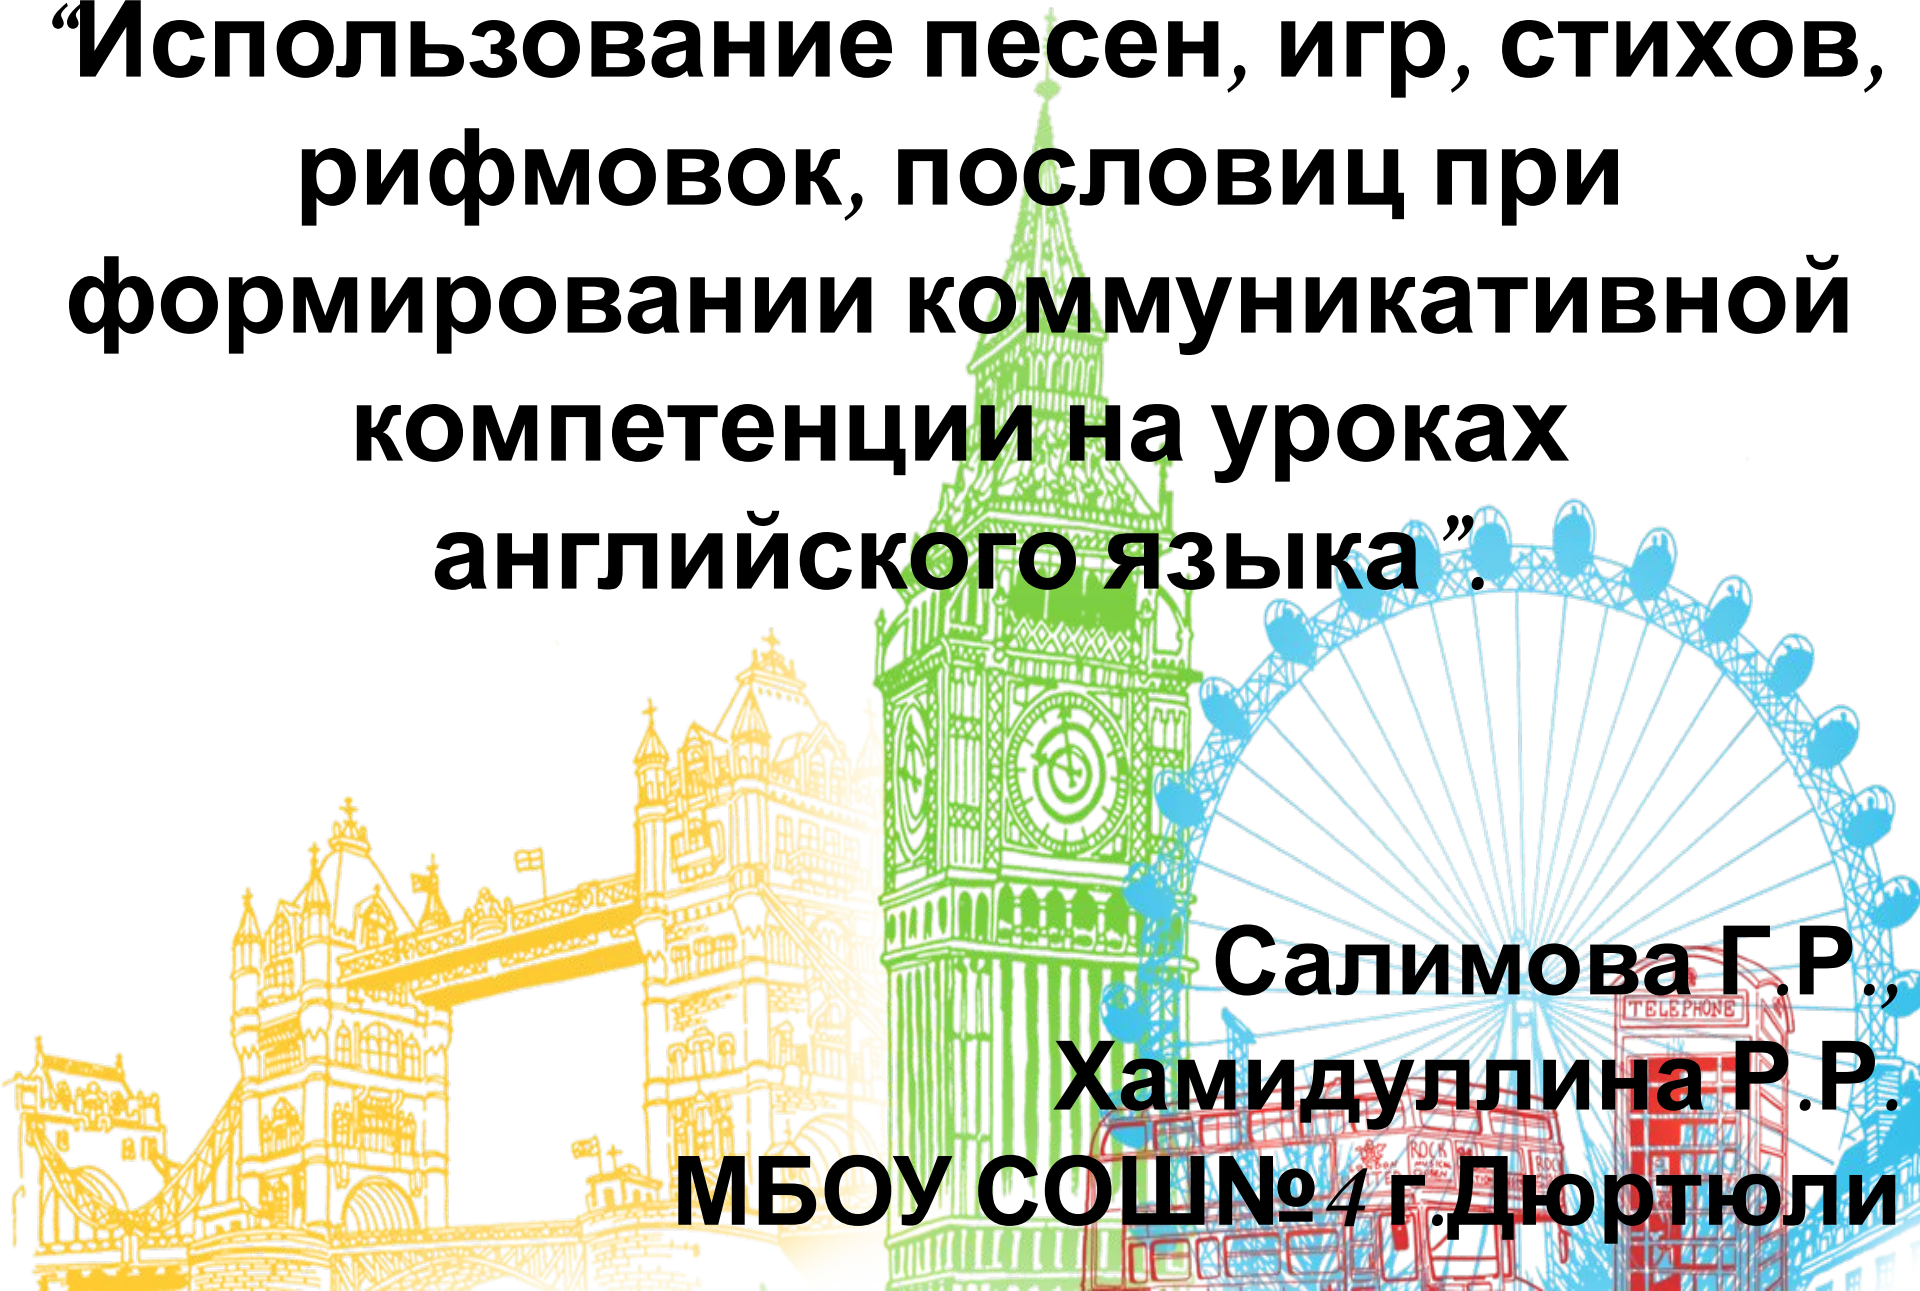 “Использование песен, игр, стихов,
рифмовок, пословиц при
формировании коммуникативной
компетенции на уроках
английского языка”.
Салимова Г.Р.,
TELEPHONE
Хамидуллина Р.Р.
ROCK
МБОУ СОШ№4 г.Дюртюли